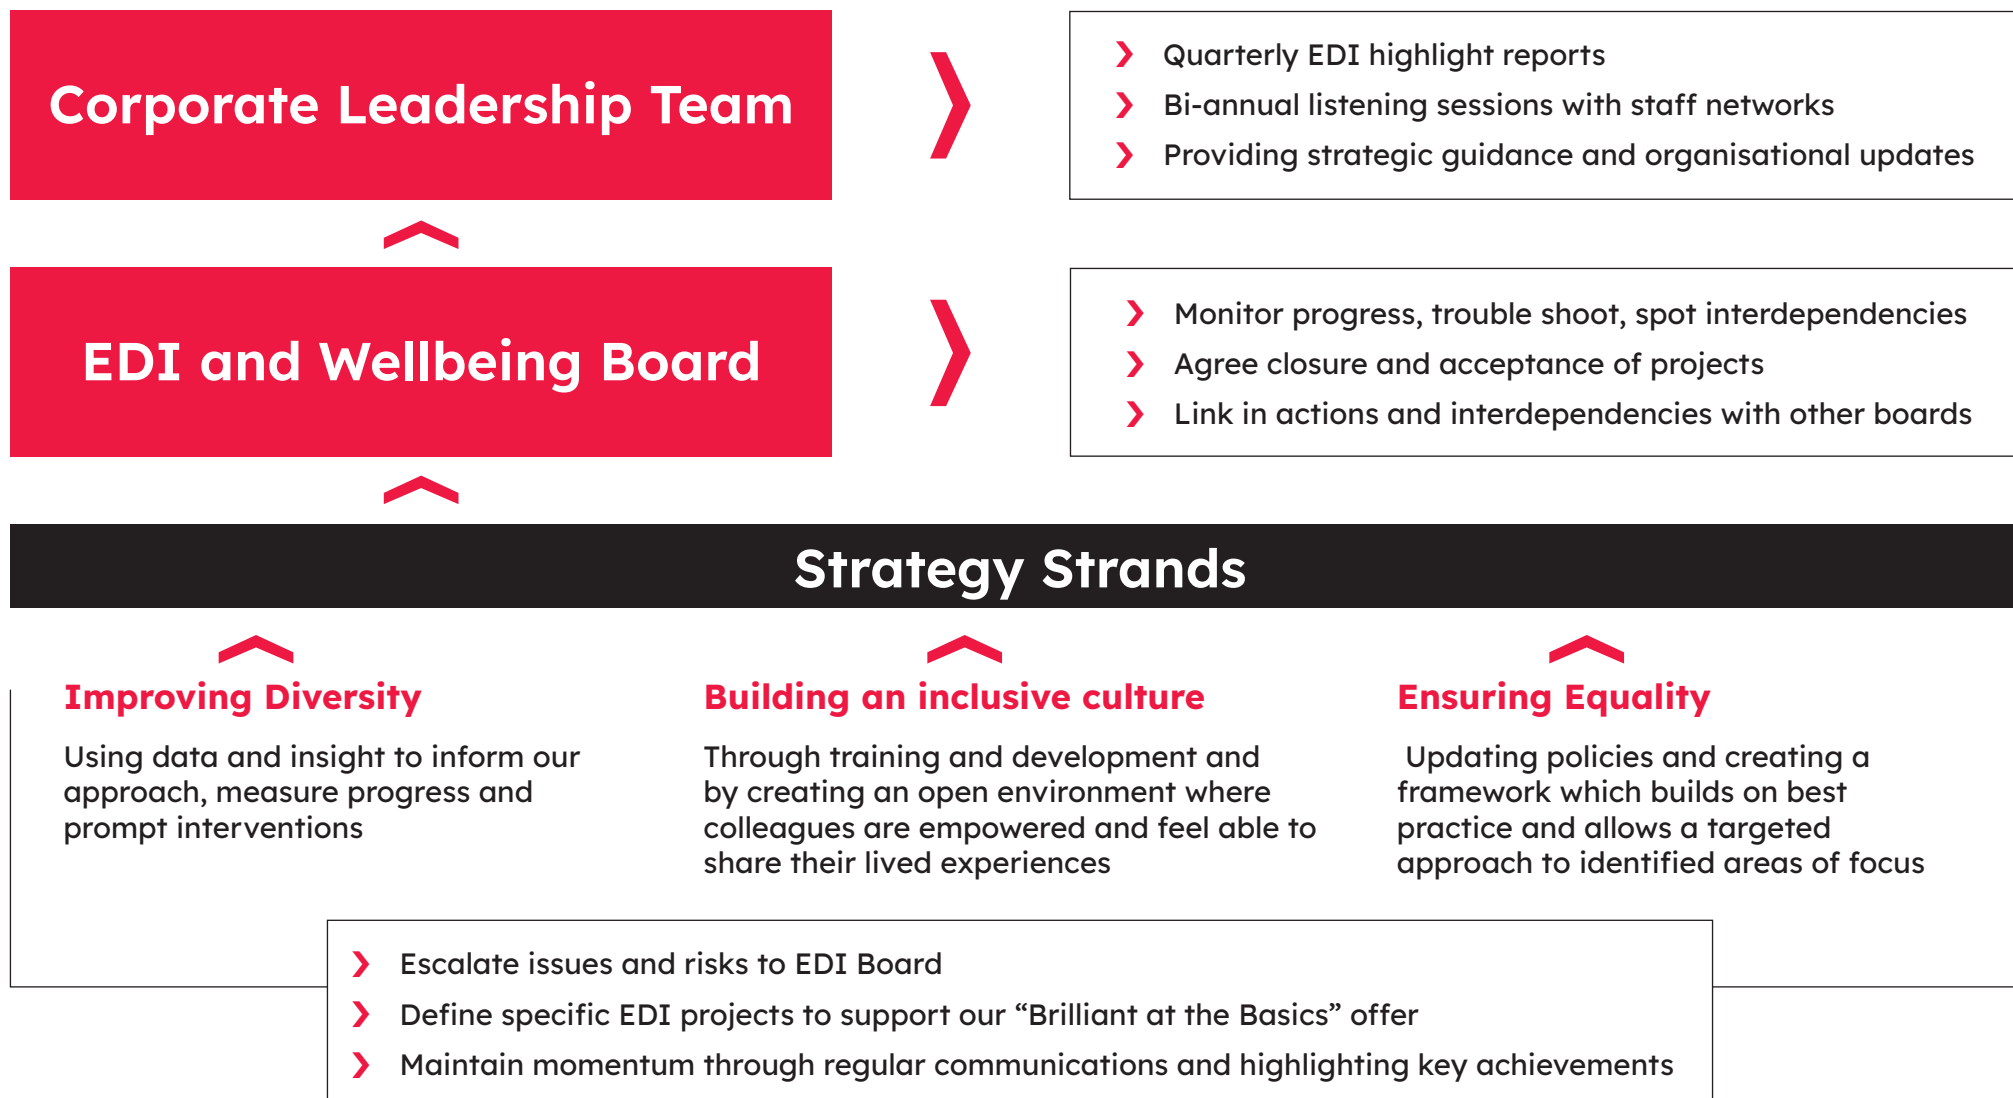 Corporate Leadership Team
Quarterly EDI highlight reports
Bi-annual listening sessions with staff networks
Providing strategic guidance and organisational updates
EDI and Wellbeing Board
Monitor progress, trouble shoot, spot interdependencies
Agree closure and acceptance of projects
Link in actions and interdependencies with other boards
Strategy Strands
Improving Diversity
Using data and insight to inform our
approach, measure progress and
prompt interventions
Building an inclusive culture
Through training and development and
by creating an open environment where
colleagues are empowered and feel able to
share their lived experiences
Ensuring Equality
Updating policies and creating a
framework which builds on best
practice and allows a targeted
approach to identified areas of focus
Escalate issues and risks to EDI Board
Define specific EDI projects to support our “Brilliant at the Basics” offer
Maintain momentum through regular communications and highlighting key achievements